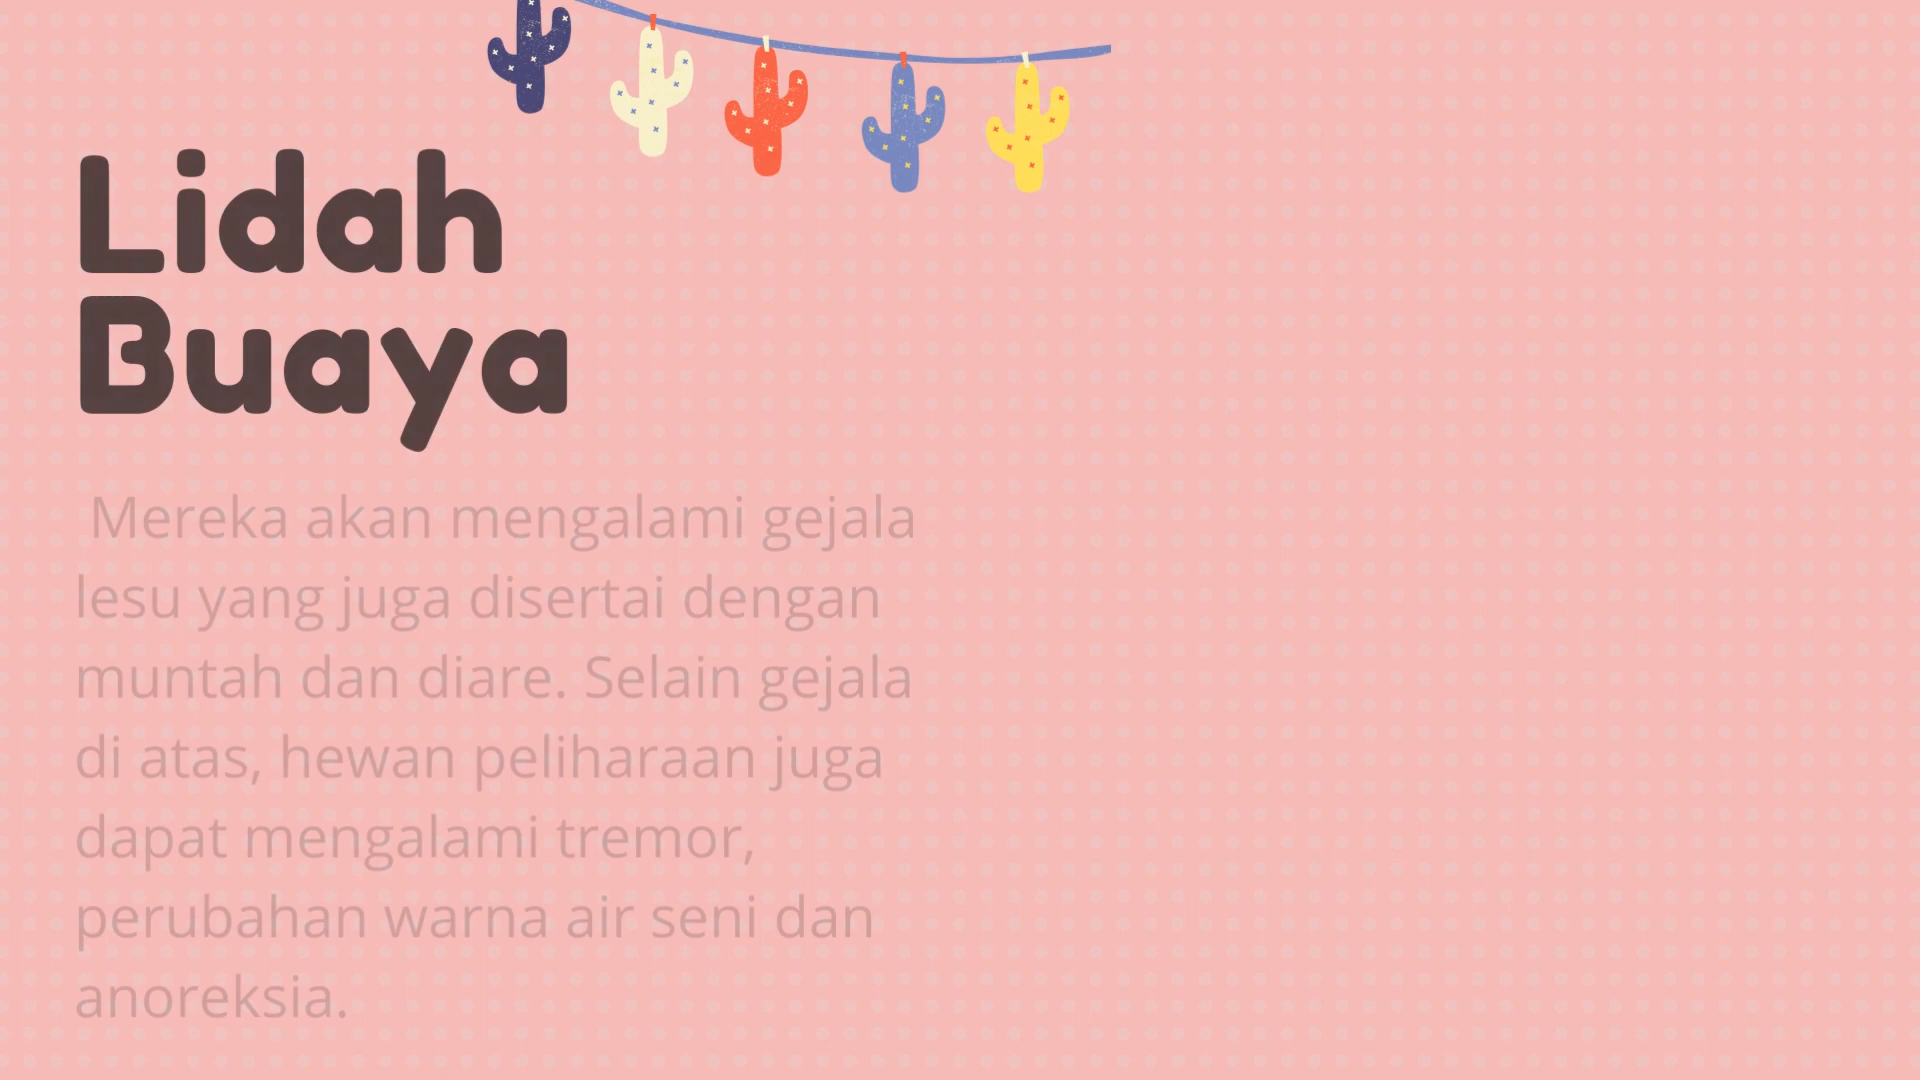 Lidah
Buaya
Mereka akan mengalami gejala
lesu yang juga disertai dengan
muntah dan diare. Selain gejala
di atas, hewan peliharaan juga
dapat mengalami tremor,
perubahan warna air seni dan
anoreksia.